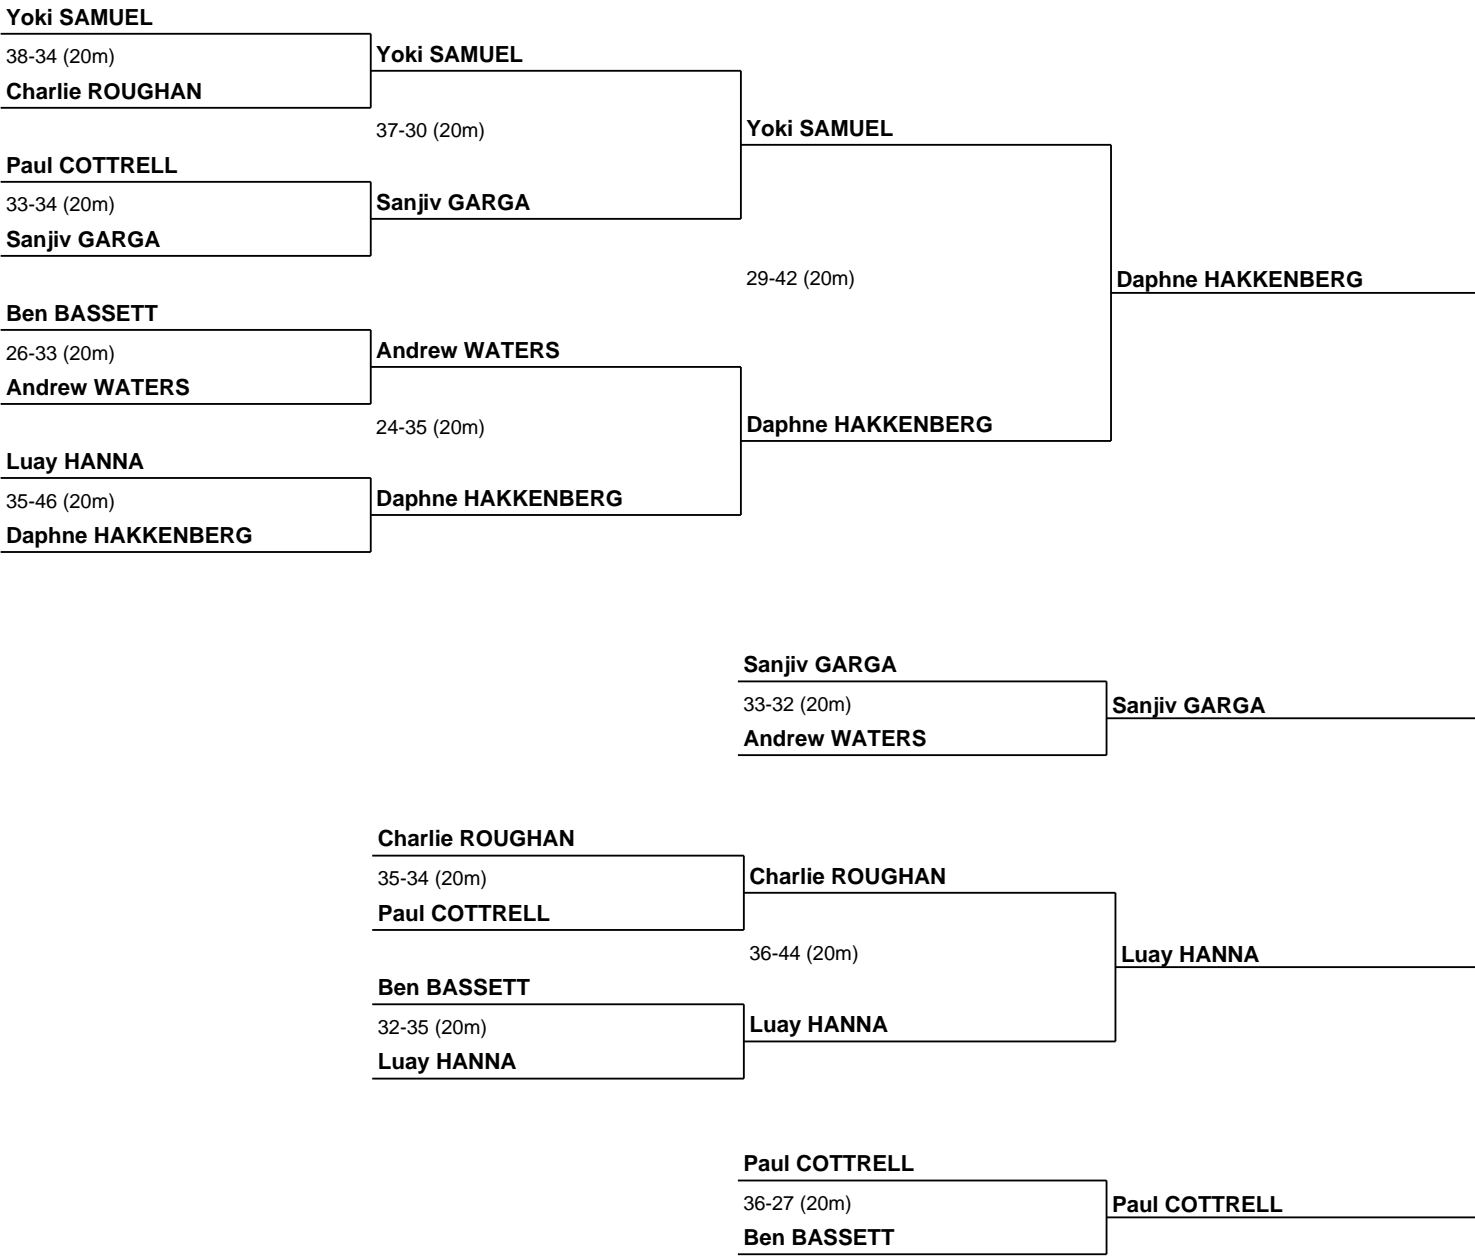 Yoki SAMUEL
38-34 (20m)
Charlie ROUGHAN
Yoki SAMUEL
37-30 (20m)
Paul COTTRELL
33-34 (20m)
Sanjiv GARGA
Sanjiv GARGA
Yoki SAMUEL
29-42 (20m)
Ben BASSETT
26-33 (20m)
Andrew WATERS
Andrew WATERS
24-35 (20m)
Luay HANNA
35-46 (20m)
Daphne HAKKENBERG
Daphne HAKKENBERG
Daphne HAKKENBERG
Daphne HAKKENBERG
Sanjiv GARGA
33-32 (20m)
Andrew WATERS
Sanjiv GARGA
Charlie ROUGHAN
35-34 (20m)
Paul COTTRELL
Charlie ROUGHAN
36-44 (20m)
Ben BASSETT
32-35 (20m)
Luay HANNA
Luay HANNA
Luay HANNA
Paul COTTRELL
36-27 (20m)
Ben BASSETT
Paul COTTRELL